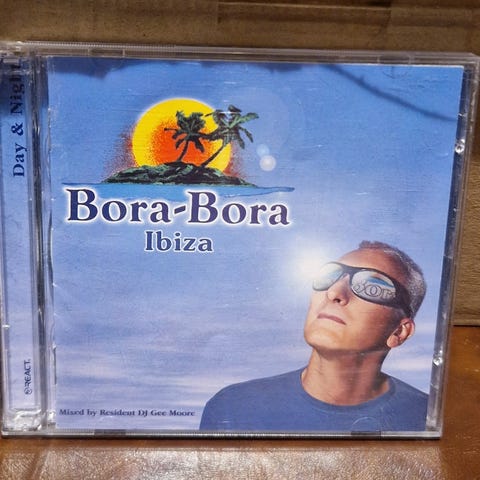 Day & Night
Bora-Bora
Ibiza
REACT.
Mixed by Resident DJ Gee Moore